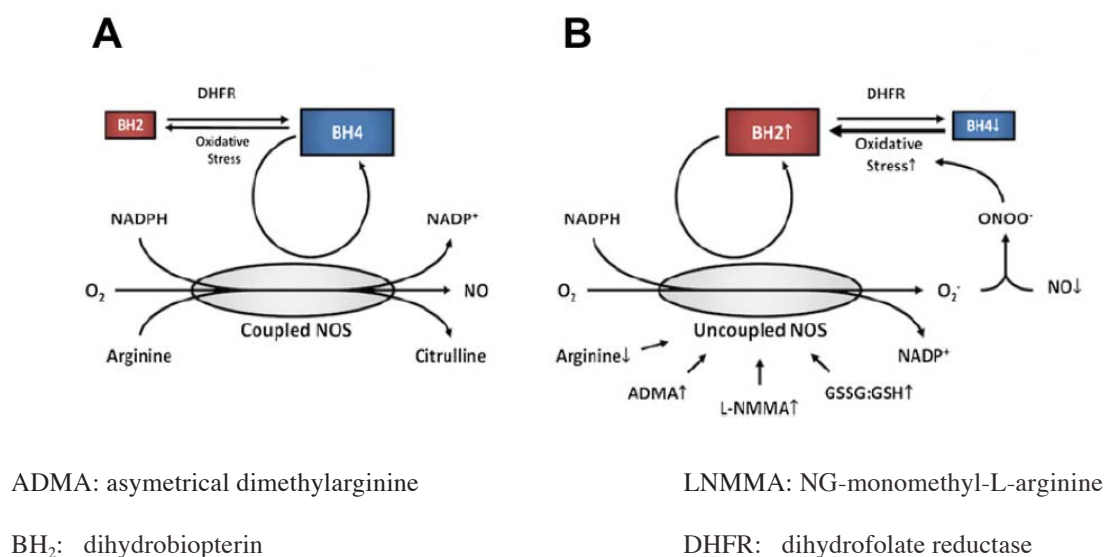 A
DHFR
BH2
Oxidative
Stress
BH4
NADPH
NADP⁺
O₂
NO
Coupled NOS
Arginine
Citrulline
B
DHFR
BH2↑
Oxidative
Stress↑
BH4↓
NADPH
ONOO⁻
O₂
O₂⁻
NO↓
Uncoupled NOS
Arginine↓
NADP⁺
ADMA↑
L-NMMA↑
GSSG:GSH↑
ADMA: asymetrical dimethylarginine
LNMMA: NG-monomethyl-L-arginine
BH₂: dihydrobiopterin
DHFR: dihydrofolate reductase